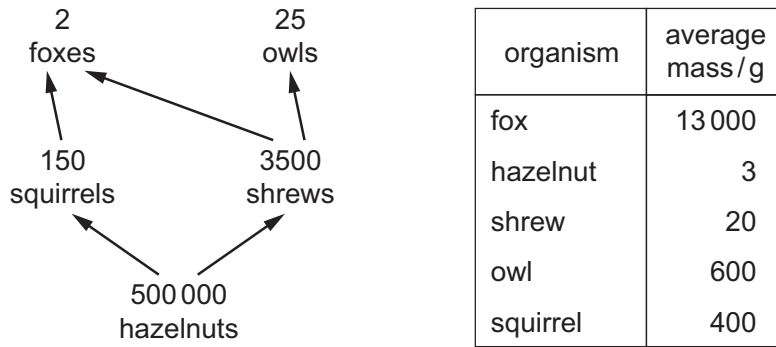 2
foxes
25
owls
150
squirrels
3500
shrews
500 000
hazelnuts
organism
average
mass / g
fox 13 000
hazelnut 3
shrew 20
owl 600
squirrel 400